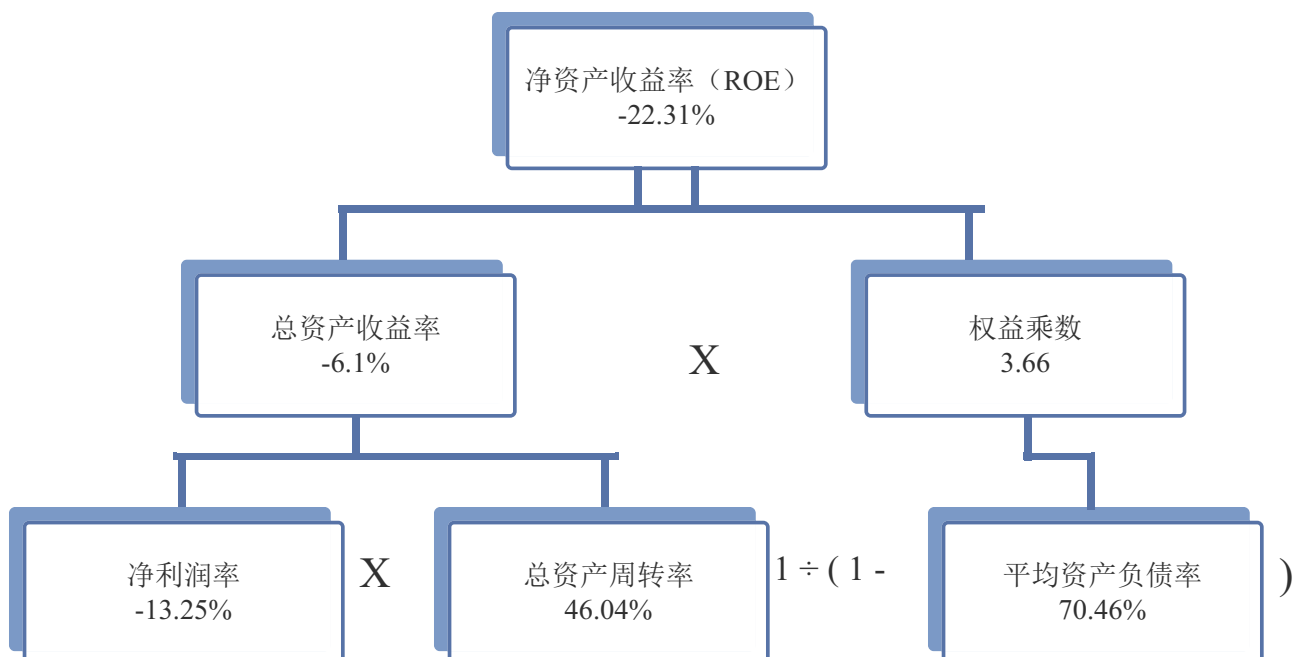 净资产收益率（ROE）
-22.31%
总资产收益率
-6.1%
X
权益乘数
3.66
净利润率
-13.25%
X
总资产周转率
46.04%
1 ÷ ( 1 -
平均资产负债率
70.46%
)